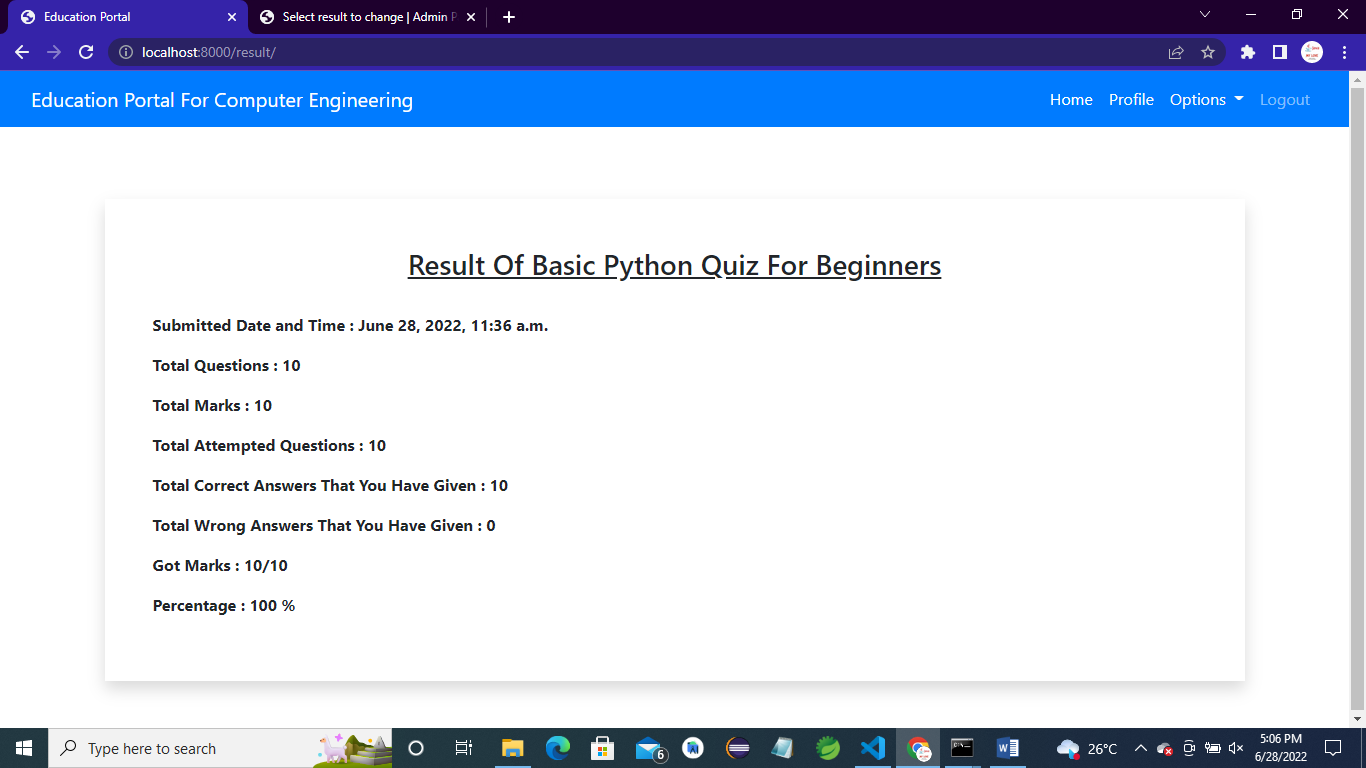 Education Portal
Select result to change | Admin P
localhost:8000/result/
Education Portal For Computer Engineering
Home
Profile
Options
Logout
Result Of Basic Python Quiz For Beginners
Submitted Date and Time : June 28, 2022, 11:36 a.m.
Total Questions : 10
Total Marks : 10
Total Attempted Questions : 10
Total Correct Answers That You Have Given : 10
Total Wrong Answers That You Have Given : 0
Got Marks : 10/10
Percentage : 100 %
Type here to search
6
26°C
5:06 PM
6/28/2022